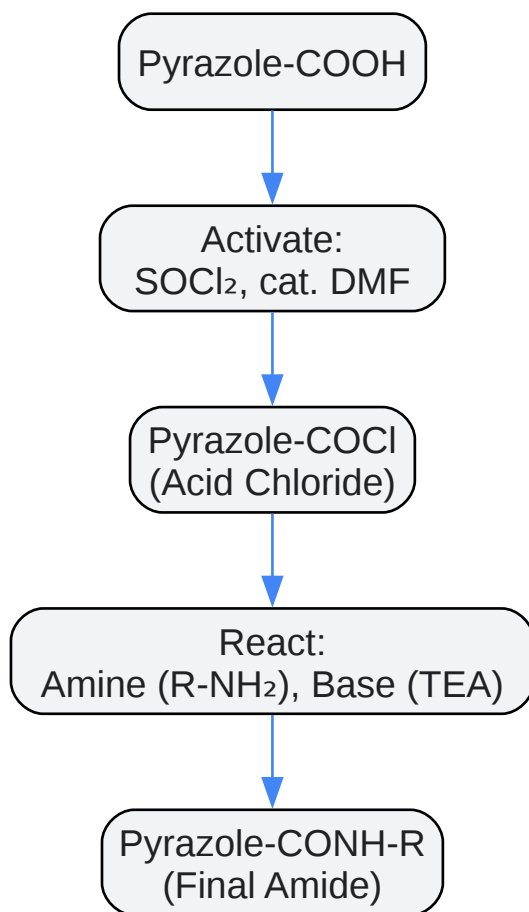 Pyrazole-COOH
Activate:
SOCl₂, cat. DMF
Pyrazole-COCl
(Acid Chloride)
React:
Amine (R-NH₂), Base (TEA)
Pyrazole-CONH-R
(Final Amide)